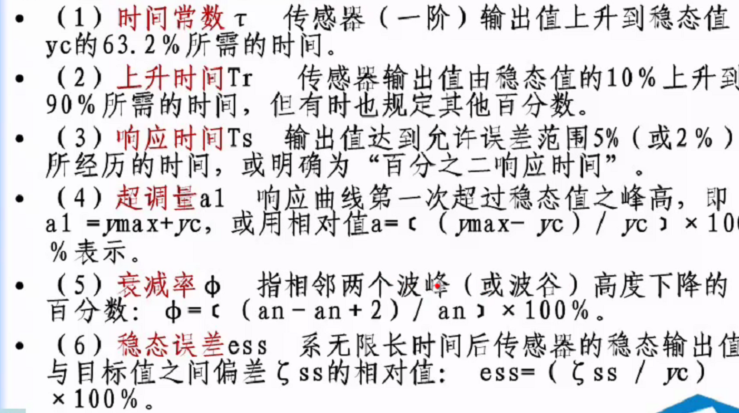 • （1）时间常数τ　传感器（一阶）输出值上升到稳态值
yc的63.2%所需的时间。
• （2）上升时间Tr　传感器输出值由稳态值的10%上升到
90%所需的时间，但有时也规定其他百分数。
• （3）响应时间Ts　输出值达到允许误差范围5%（或2%）
所经历的时间，或明确为“百分之二响应时间”。
• （4）超调量a1　响应曲线第一次超过稳态值之峰高，即
a1 =ymax+yc，或用相对值a=〔（ymax- yc）/ yc〕×100
%表示。
• （5）衰减率φ　指相邻两个波峰（或波谷）高度下降的
百分数：φ=〔（an－an+2）/ an〕×100%。
• （6）稳态误差ess　系无限长时间后传感器的稳态输出值
与目标值之间偏差ζss的相对值： ess=（ζss / yc）
×100%。